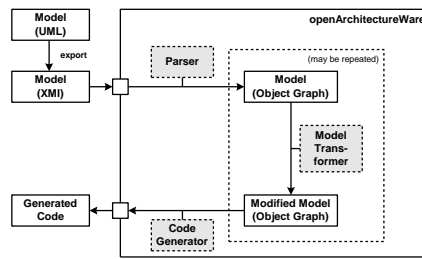 Model
(UML)
export
Model
(XMI)
openArchitectureWare
Parser
(may be repeated)
Model
(Object Graph)
Model
Trans-
former
Modified Model
(Object Graph)
Code
Generator
Generated
Code